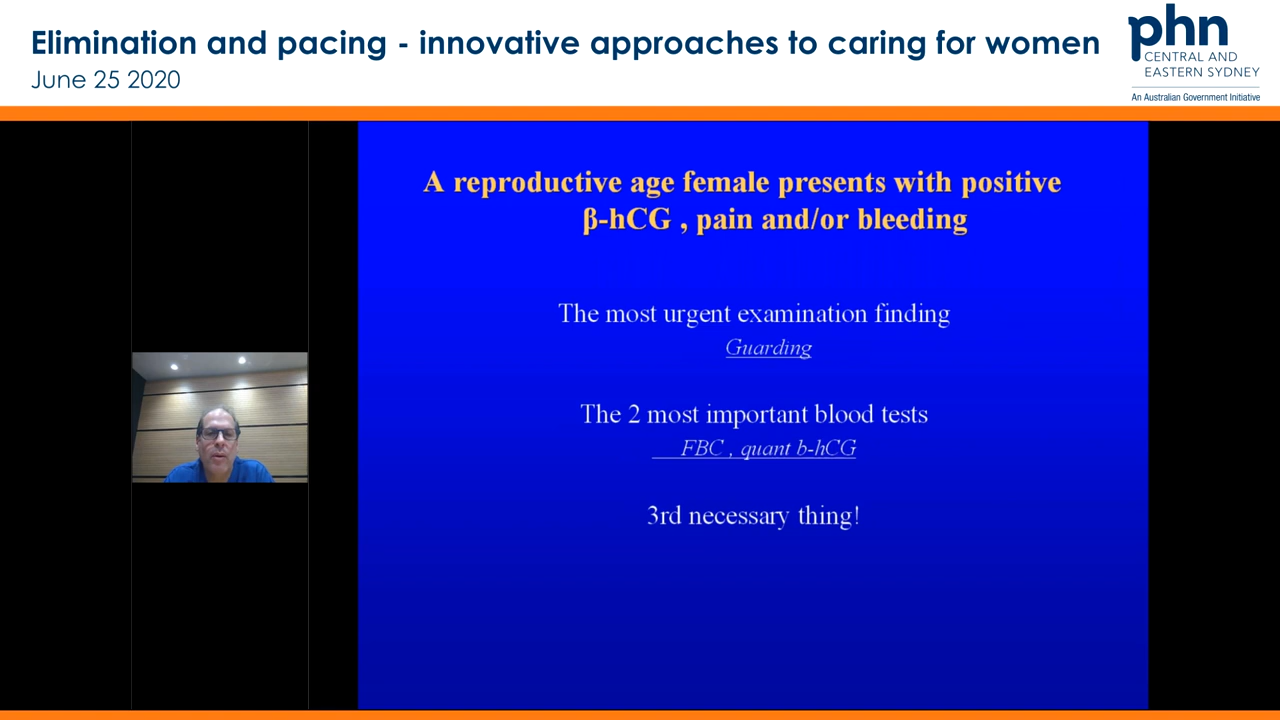 Elimination and pacing - innovative approaches to caring for women
June 25 2020
phn
CENTRAL AND
EASTERN SYDNEY
An Australian Government Initiative
A reproductive age female presents with positive
β-hCG , pain and/or bleeding
The most urgent examination finding
Guarding
The 2 most important blood tests
FBC , quant b-hCG
3rd necessary thing!